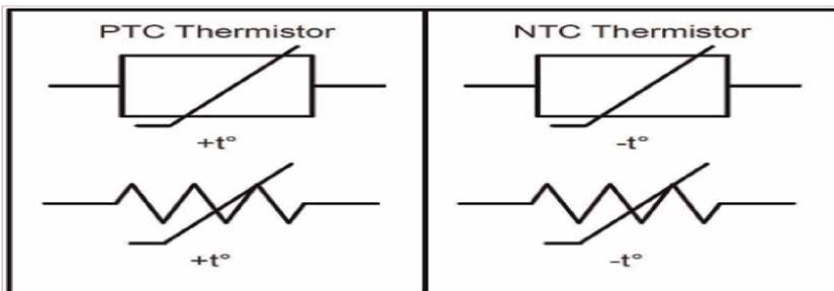 PTC Thermistor
+t°
+t°
NTC Thermistor
-t°
-t°